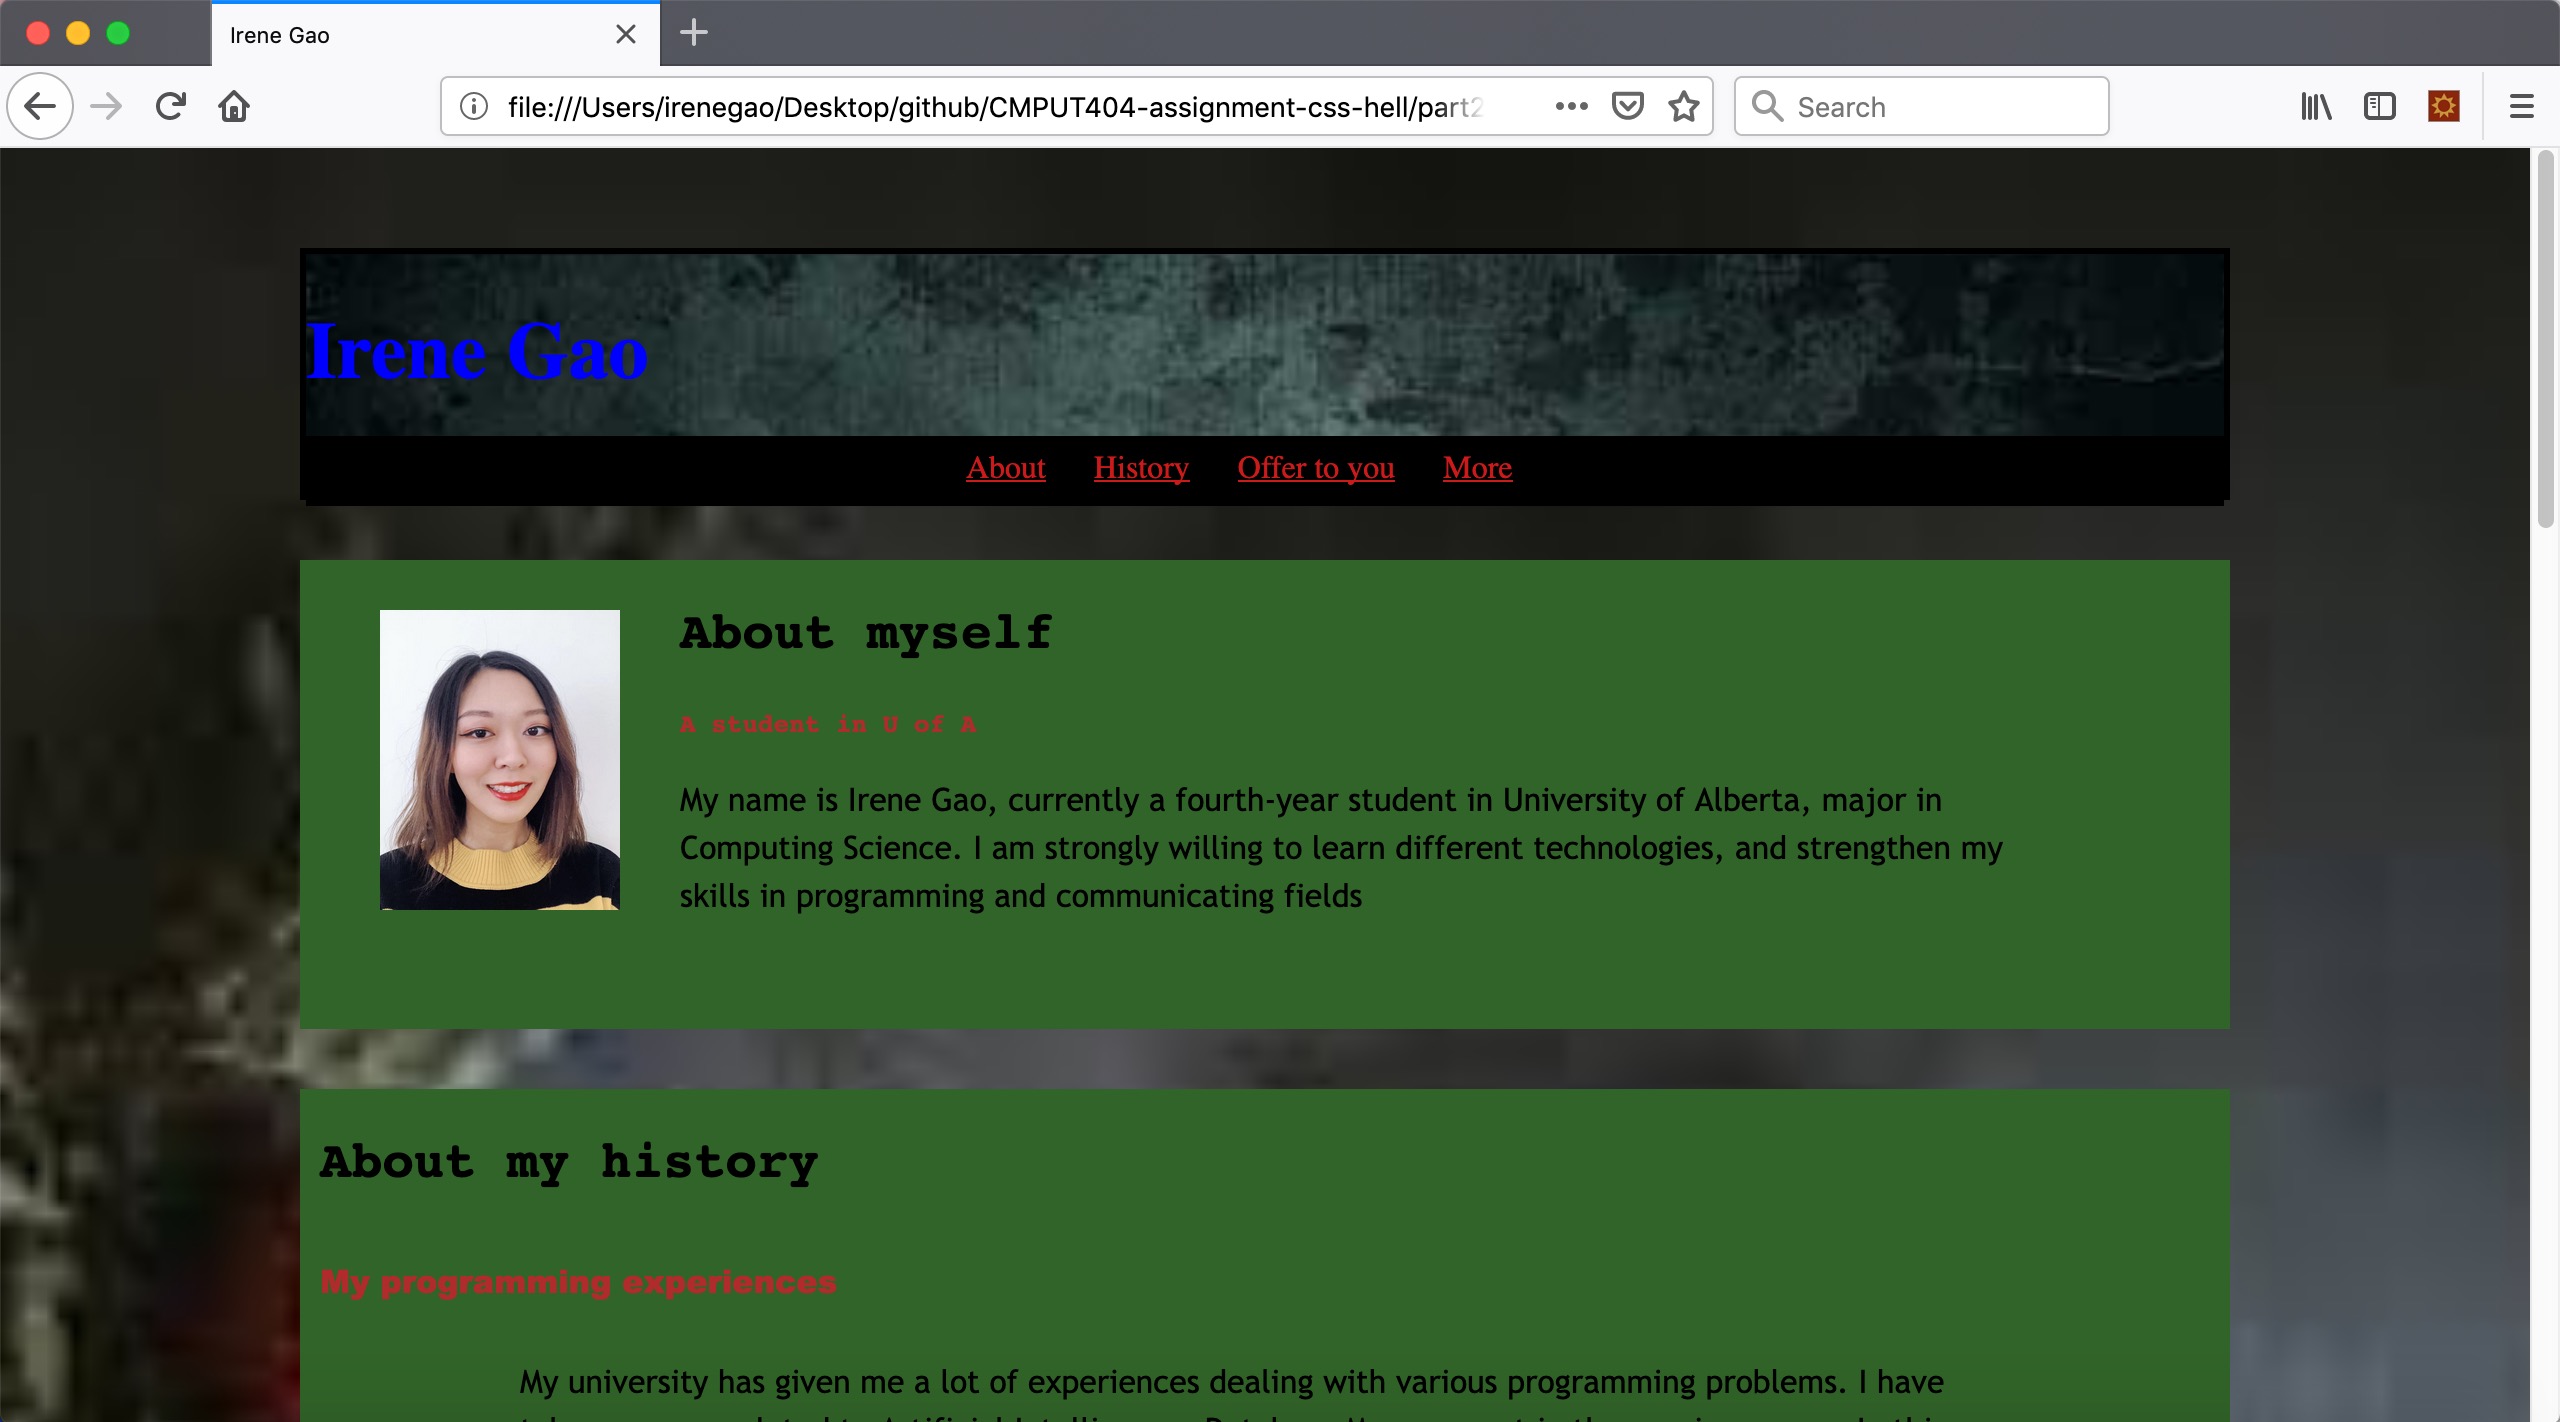 Irene Gao
file:///Users/irenegao/Desktop/github/CMPUT404-assignment-css-hell/part2
Search
Irene Gao
About History Offer to you More
About myself
A student in U of A
My name is Irene Gao, currently a fourth-year student in University of Alberta, major in
Computing Science. I am strongly willing to learn different technologies, and strengthen my
skills in programming and communicating fields
About my history
My programming experiences
My university has given me a lot of experiences dealing with various programming problems. I have